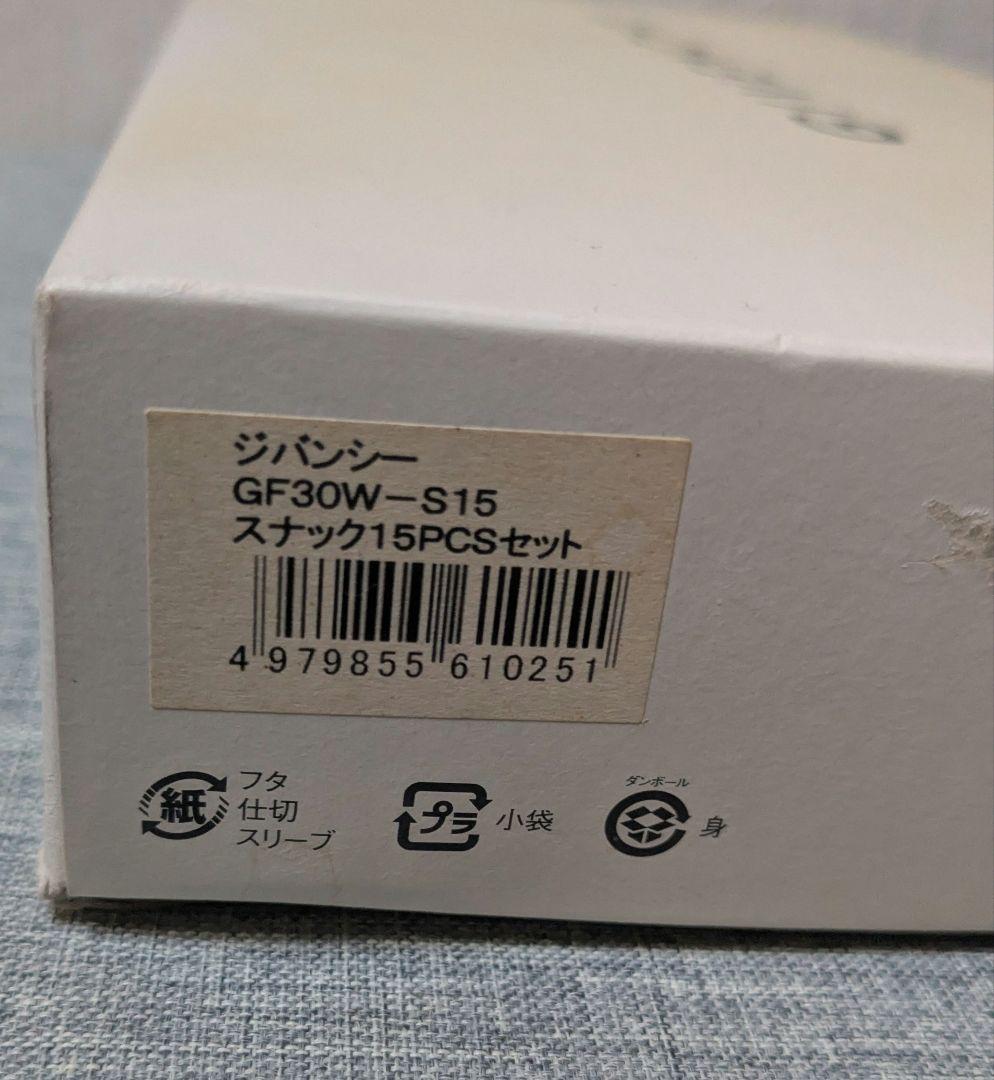 ジバンシー
GF30W－S15
スナック15PCSセット
4 979855 610251
紙 フタ
仕切
スリーブ
プラ 小袋
ダンボール
身